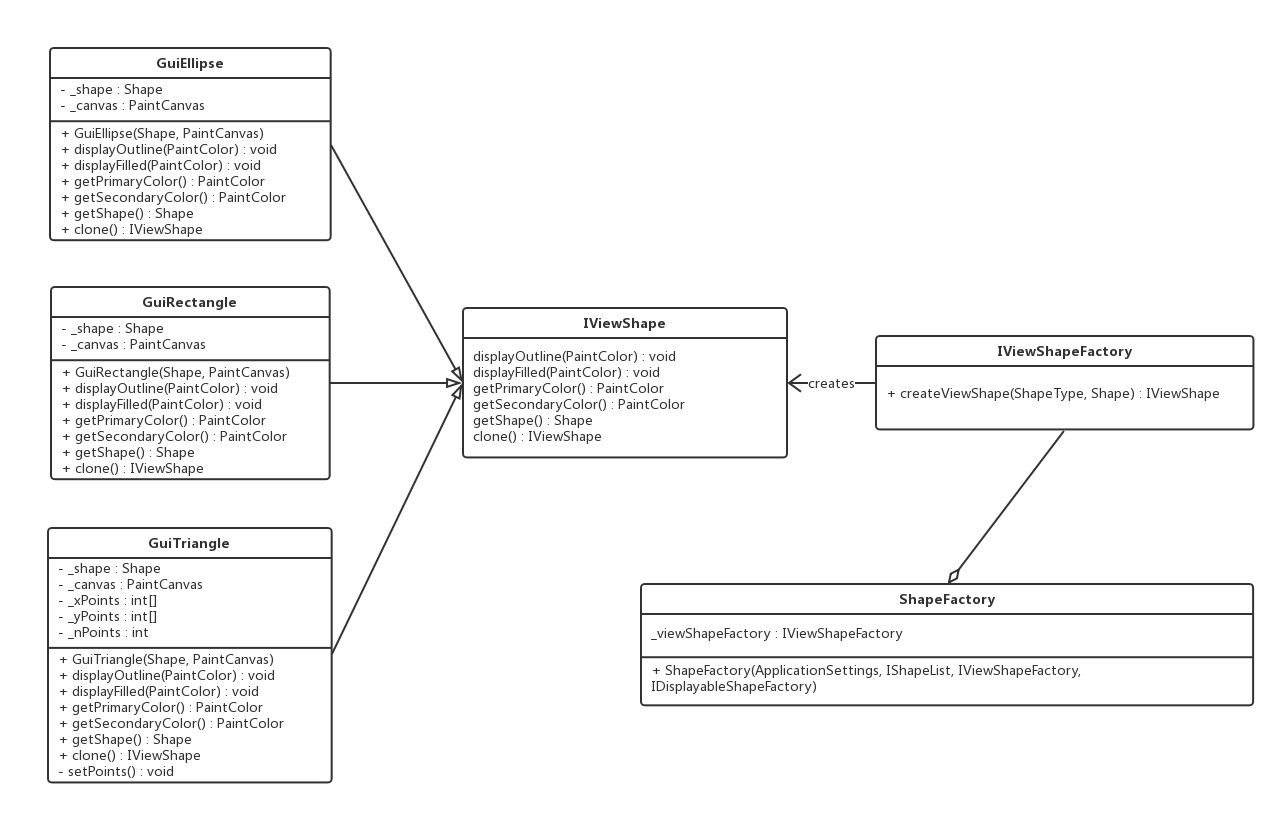 GuiEllipse
- _shape : Shape
- _canvas : PaintCanvas
+ GuiEllipse(Shape, PaintCanvas)
+ displayOutline(PaintColor) : void
+ displayFilled(PaintColor) : void
+ getPrimaryColor() : PaintColor
+ getSecondaryColor() : PaintColor
+ getShape() : Shape
+ clone() : IViewShape
GuiRectangle
- _shape : Shape
- _canvas : PaintCanvas
+ GuiRectangle(Shape, PaintCanvas)
+ displayOutline(PaintColor) : void
+ displayFilled(PaintColor) : void
+ getPrimaryColor() : PaintColor
+ getSecondaryColor() : PaintColor
+ getShape() : Shape
+ clone() : IViewShape
GuiTriangle
- _shape : Shape
- _canvas : PaintCanvas
- _xPoints : int[]
- _yPoints : int[]
- _nPoints : int
+ GuiTriangle(Shape, PaintCanvas)
+ displayOutline(PaintColor) : void
+ displayFilled(PaintColor) : void
+ getPrimaryColor() : PaintColor
+ getSecondaryColor() : PaintColor
+ getShape() : Shape
+ clone() : IViewShape
- setPoints() : void
IViewShape
displayOutline(PaintColor) : void
displayFilled(PaintColor) : void
getPrimaryColor() : PaintColor
getSecondaryColor() : PaintColor
getShape() : Shape
clone() : IViewShape
creates
IViewShapeFactory
+ createViewShape(ShapeType, Shape) : IViewShape
ShapeFactory
_viewShapeFactory : IViewShapeFactory
+ ShapeFactory(ApplicationSettings, IShapeList, IViewShapeFactory,
IDisplayableShapeFactory)